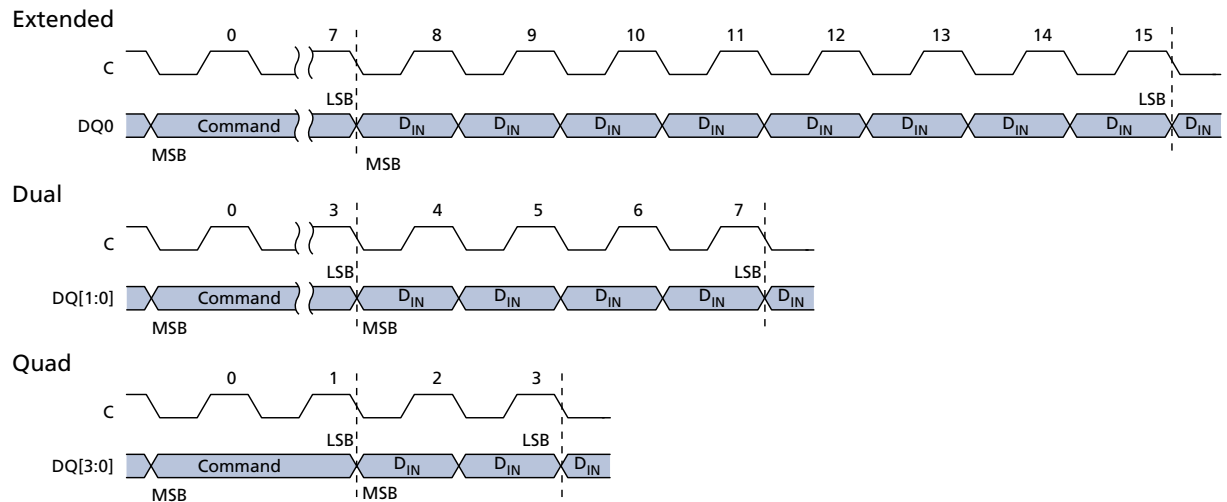 Extended
0 7 8 9 10 11 12 13 14 15
C
LSB LSB
DQ0 Command DIN DIN DIN DIN DIN DIN DIN DIN DIN
MSB MSB
Dual
0 3 4 5 6 7
C
LSB LSB
DQ[1:0] Command DIN DIN DIN DIN DIN
MSB MSB
Quad
0 1 2 3
C
LSB LSB
DQ[3:0] Command DIN DIN DIN
MSB MSB